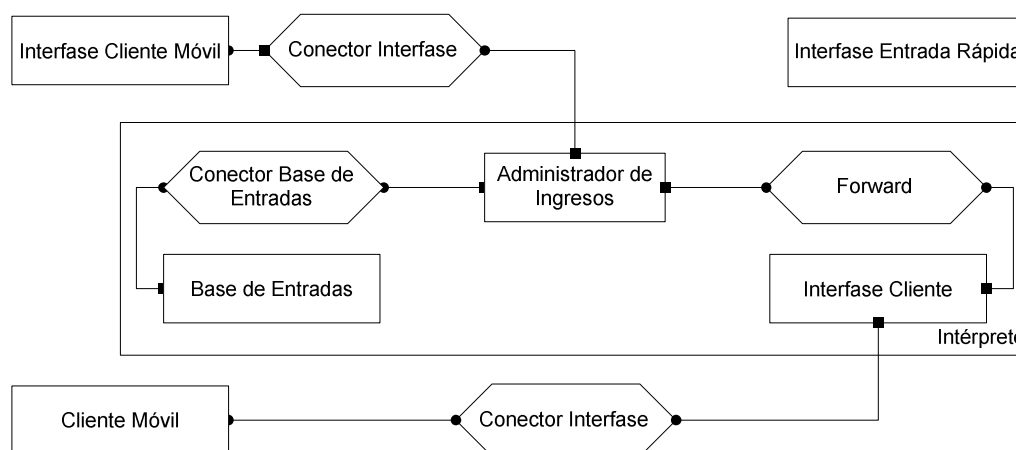 Interfase Cliente Móvil
Conector Interfase
Interfase Entrada Rápida
Conector Base de
Entradas
Administrador de
Ingresos
Forward
Base de Entradas
Interfase Cliente
Intérprete
Cliente Móvil
Conector Interfase